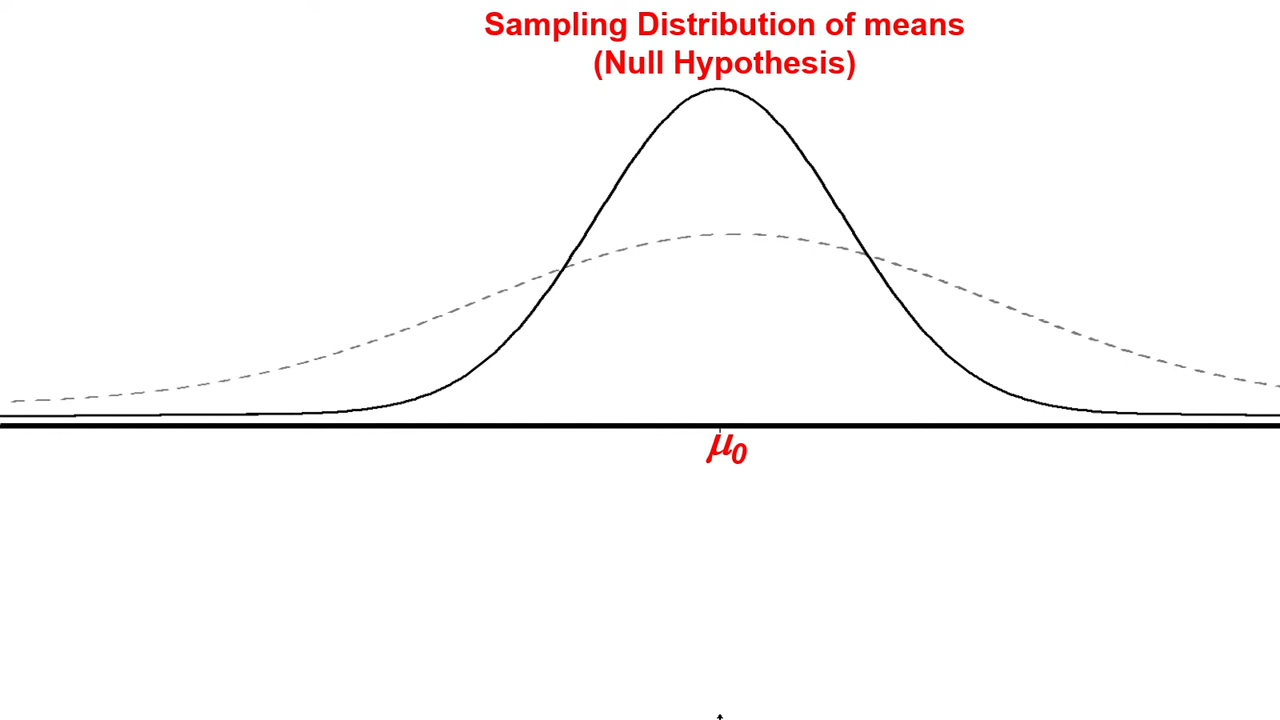 Sampling Distribution of means
(Null Hypothesis)
μ0